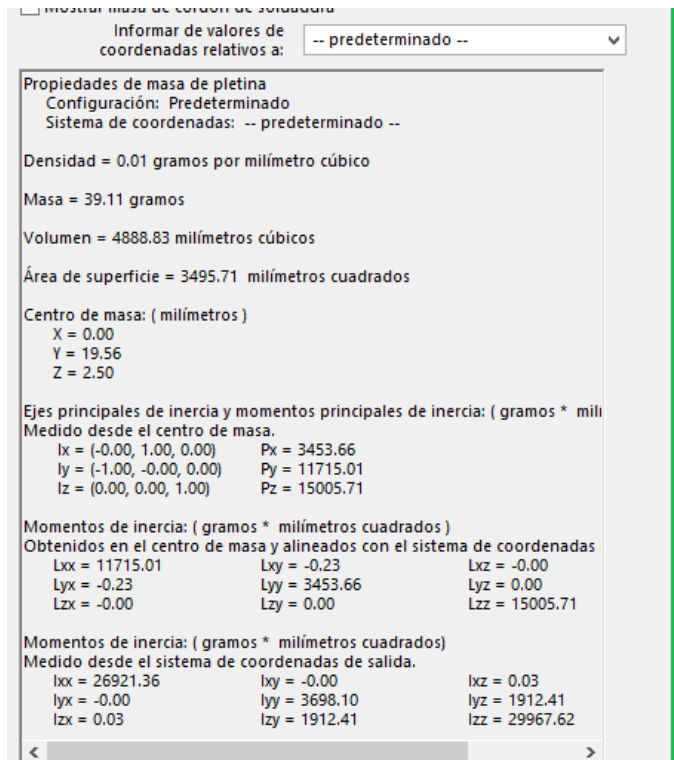 Mostrar masa de cordón de soldadura
Informar de valores de
coordenadas relativos a:
-- predeterminado --
Propiedades de masa de pletina
Configuración: Predeterminado
Sistema de coordenadas: -- predeterminado --
Densidad = 0.01 gramos por milímetro cúbico
Masa = 39.11 gramos
Volumen = 4888.83 milímetros cúbicos
Área de superficie = 3495.71 milímetros cuadrados
Centro de masa: ( milímetros )
X = 0.00
Y = 19.56
Z = 2.50
Ejes principales de inercia y momentos principales de inercia: ( gramos * milí
Medido desde el centro de masa.
Ix = (-0.00, 1.00, 0.00) Px = 3453.66
Iy = (-1.00, -0.00, 0.00) Py = 11715.01
Iz = (0.00, 0.00, 1.00) Pz = 15005.71
Momentos de inercia: ( gramos * milímetros cuadrados )
Obtenidos en el centro de masa y alineados con el sistema de coordenadas
Lxx = 11715.01 Lxy = -0.23 Lxz = -0.00
Lyx = -0.23 Lyy = 3453.66 Lyz = 0.00
Lzx = -0.00 Lzy = 0.00 Lzz = 15005.71
Momentos de inercia: ( gramos * milímetros cuadrados)
Medido desde el sistema de coordenadas de salida.
Ixx = 26921.36 Ixy = -0.00 Ixz = 0.03
Iyx = -0.00 Iyy = 3698.10 Iyz = 1912.41
Izx = 0.03 Izy = 1912.41 Izz = 29967.62